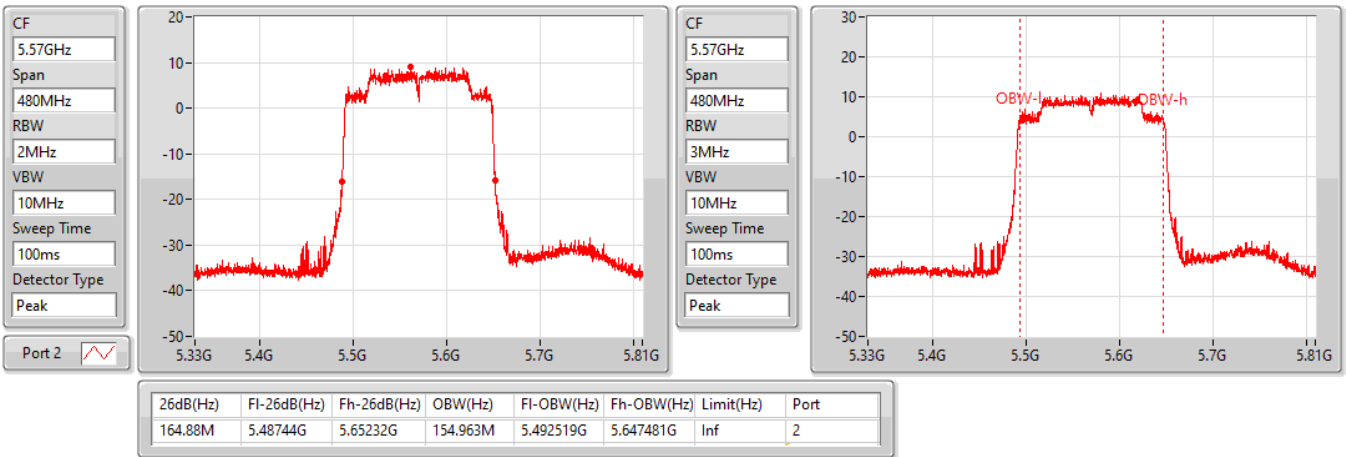 CF
5.57GHz
Span
480MHz
RBW
2MHz
VBW
10MHz
Sweep Time
100ms
Detector Type
Peak
Port 2
20
10
0
-10
-20
-30
-40
-50
5.33G 5.4G 5.5G 5.6G 5.7G 5.81G
CF
5.57GHz
Span
480MHz
RBW
3MHz
VBW
10MHz
Sweep Time
100ms
Detector Type
Peak
30
20
10
0
-10
-20
-30
-40
-50
OBW-l OBW-h
5.33G 5.4G 5.5G 5.6G 5.7G 5.81G
26dB(Hz) Fl-26dB(Hz) Fh-26dB(Hz) OBW(Hz) Fl-OBW(Hz) Fh-OBW(Hz) Limit(Hz) Port
164.88M 5.48744G 5.65232G 154.963M 5.492519G 5.647481G Inf 2